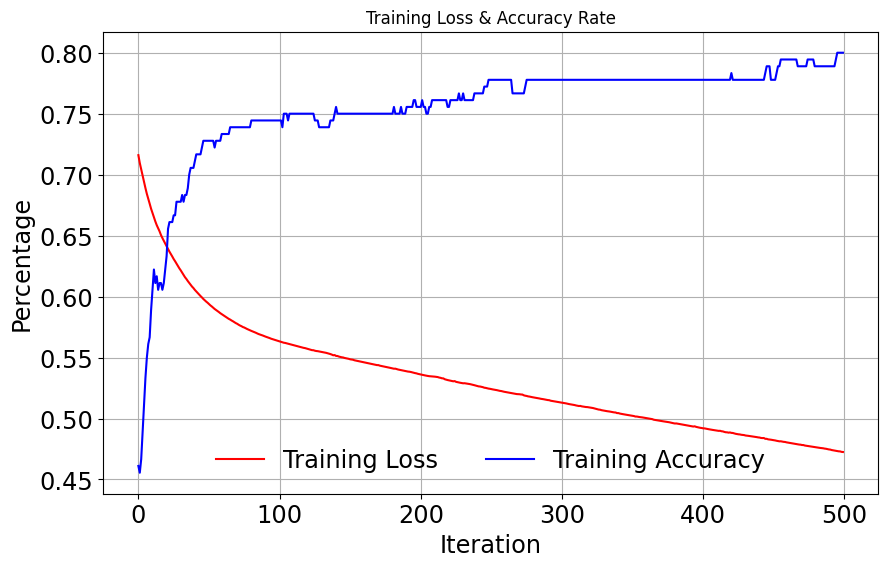 Training Loss & Accuracy Rate
0.80
0.75
0.70
0.65
0.60
0.55
0.50
0.45
Percentage
Training Loss
Training Accuracy
0 100 200 300 400 500
Iteration